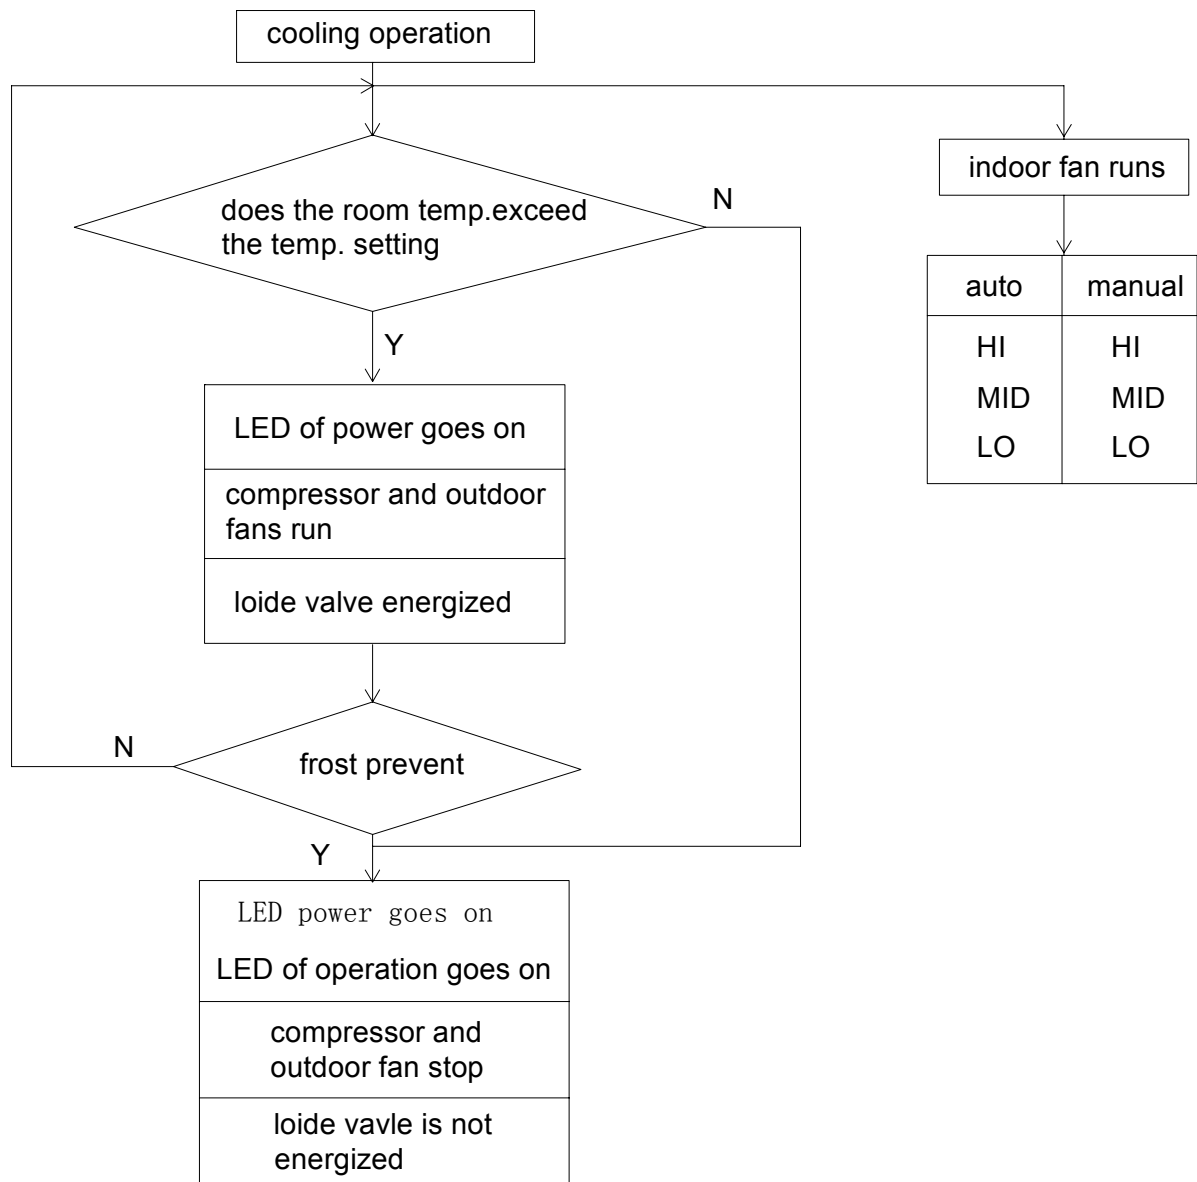 cooling operation
does the room temp.exceed
the temp. setting
N
Y
indoor fan runs
auto manual
HI HI
MID MID
LO LO
LED of power goes on
compressor and outdoor
fans run
loide valve energized
N
frost prevent
Y
LED power goes on
LED of operation goes on
compressor and
outdoor fan stop
loide vavle is not
energized